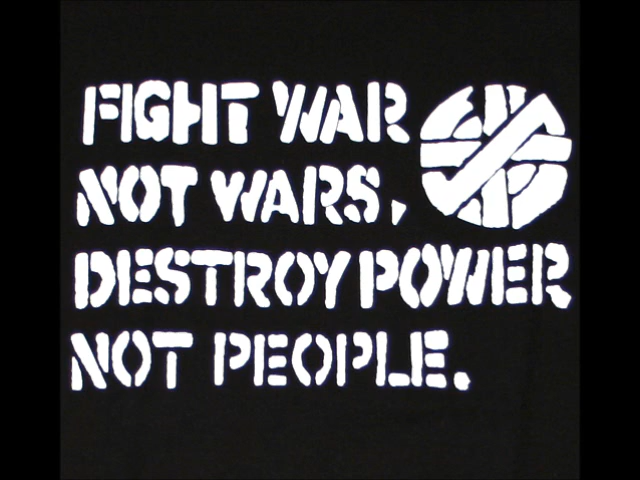 FIGHT WAR
NOT WARS,
DESTROY POWER
NOT PEOPLE.